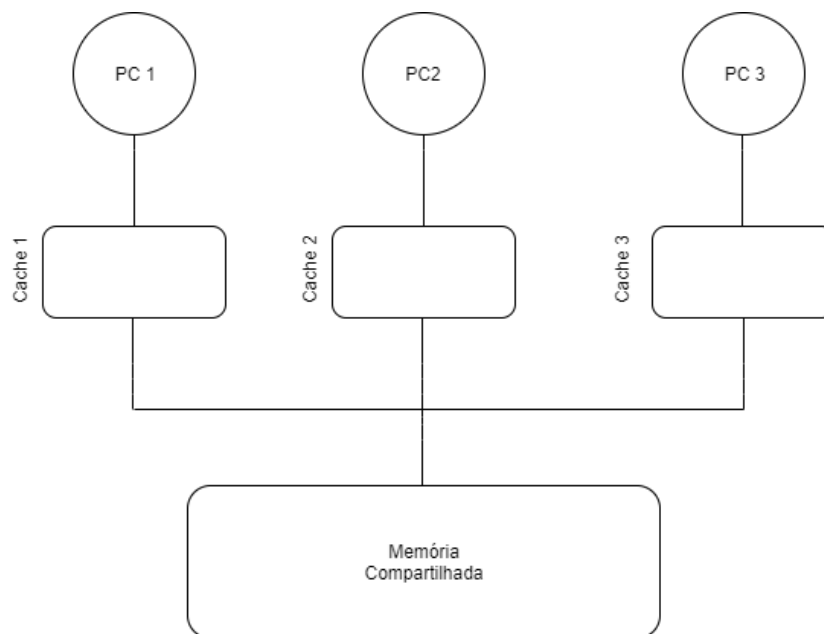 PC 1
PC2
PC 3
Cache 1
Cache 2
Cache 3
Memória
Compartilhada